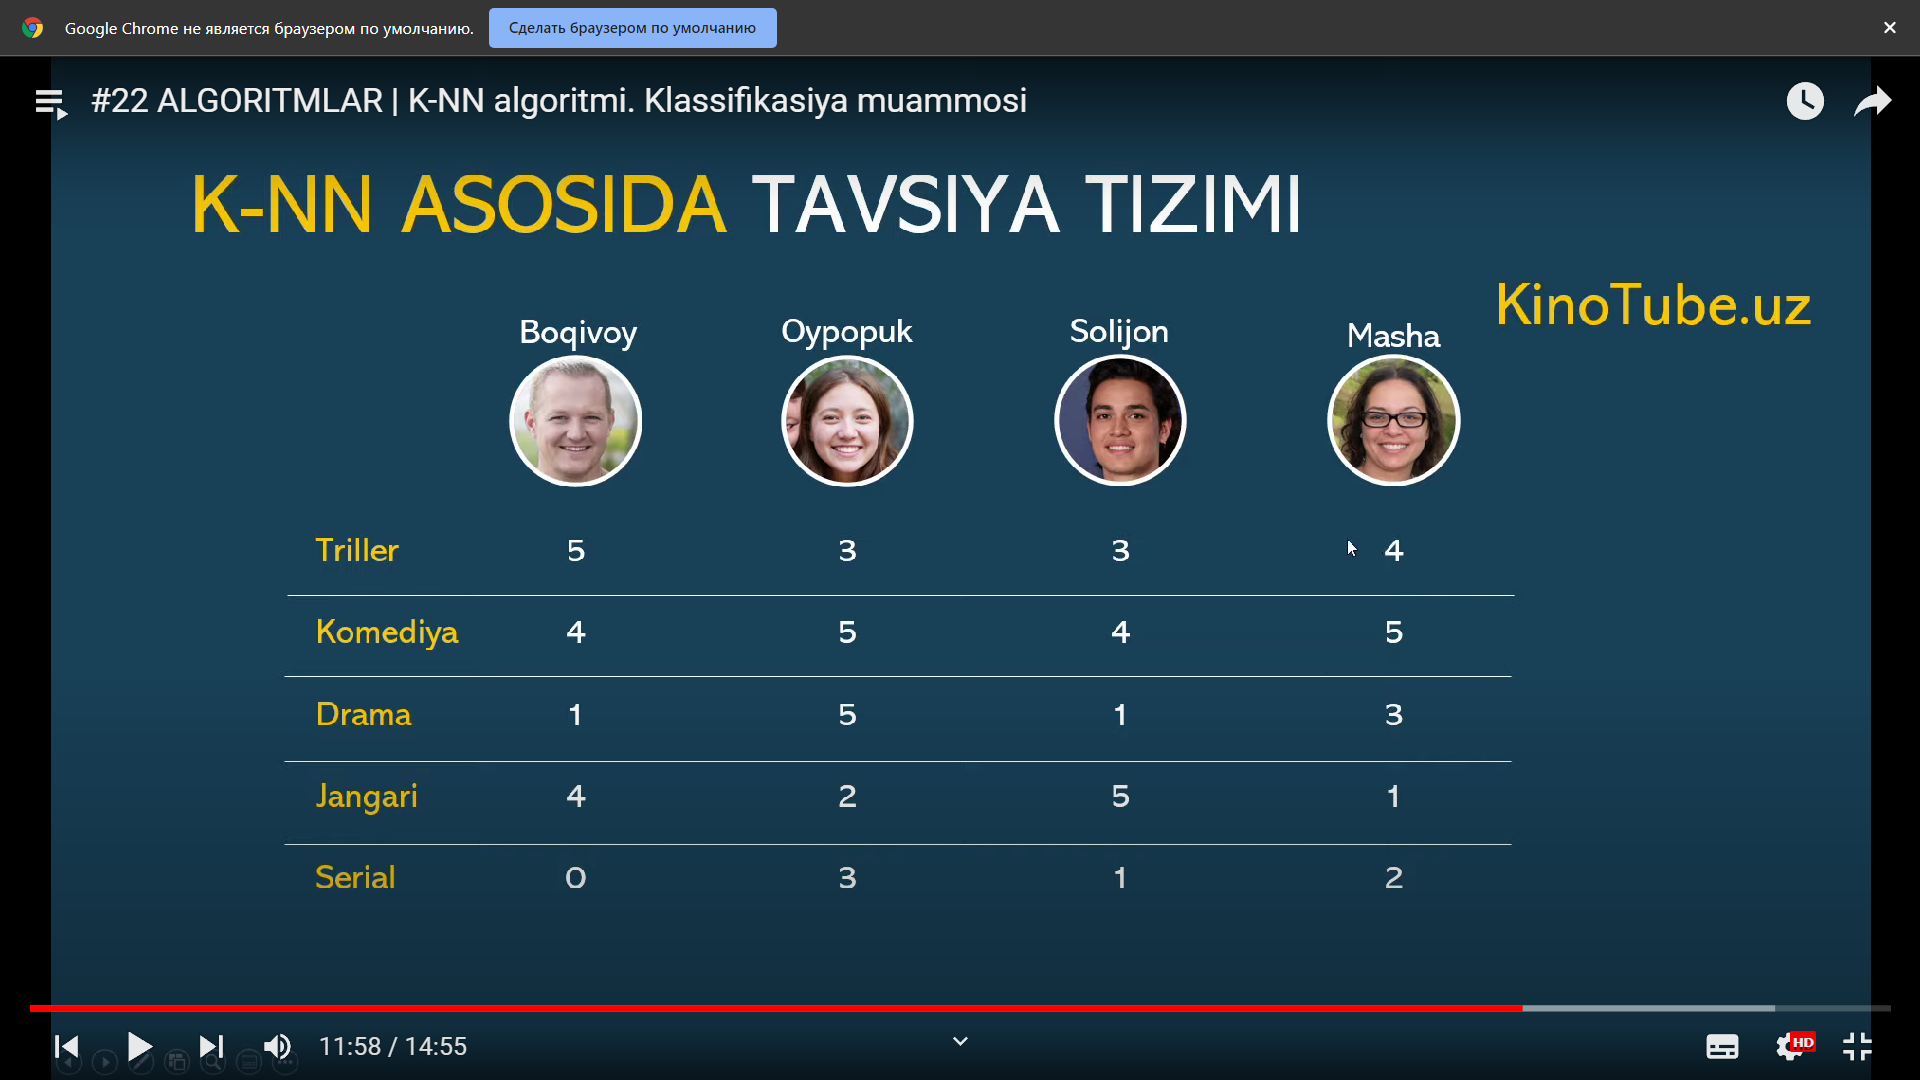 Google Chrome не является браузером по умолчанию. Сделать браузером по умолчанию
#22 ALGORITMLAR | K-NN algoritmi. Klassifikasiya muammosi
K-NN ASOSIDA TAVSIYA TIZIMI
KinoTube.uz
Boqivoy Oypopuk Solijon Masha
Triller 5 3 3 4
Komediya 4 5 4 5
Drama 1 5 1 3
Jangari 4 2 5 1
Serial 0 3 1 2
11:58 / 14:55
HD